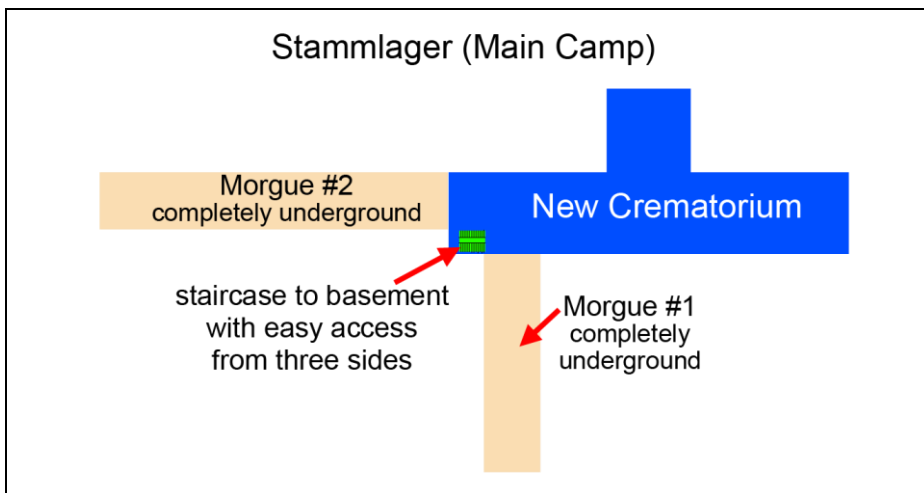 Stammlager (Main Camp)
Morgue #2
completely underground
New Crematorium
staircase to basement
with easy access
from three sides
Morgue #1
completely
underground